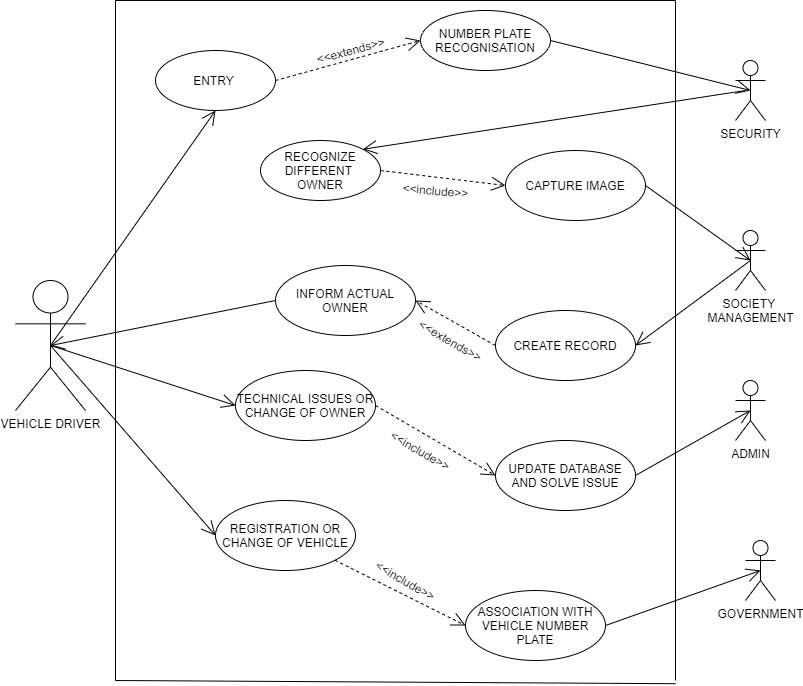 NUMBER PLATE
RECOGNISATION
<<extends>>
ENTRY
SECURITY
RECOGNIZE
DIFFERENT
OWNER
<<include>>
CAPTURE IMAGE
INFORM ACTUAL
OWNER
SOCIETY
MANAGEMENT
<<extends>>
CREATE RECORD
VEHICLE DRIVER
TECHNICAL ISSUES OR
CHANGE OF OWNER
<<include>>
ADMIN
UPDATE DATABASE
AND SOLVE ISSUE
REGISTRATION OR
CHANGE OF VEHICLE
<<include>>
ASSOCIATION WITH
VEHICLE NUMBER
PLATE
GOVERNMENT